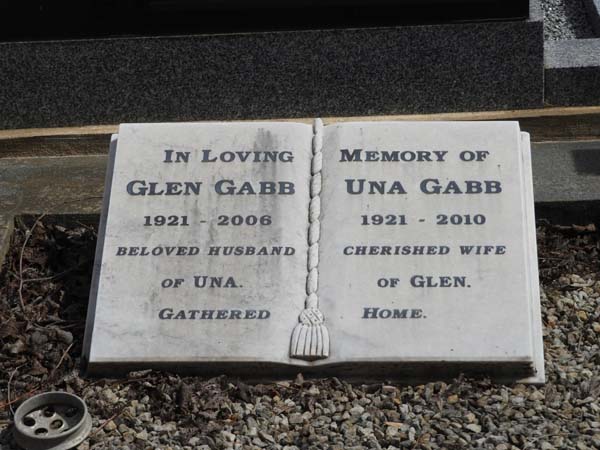 In Loving
Glen Gabb
1921 - 2006
Beloved Husband
of Una.
Gathered
Memory of
Una Gabb
1921 - 2010
Cherished Wife
of Glen.
Home.